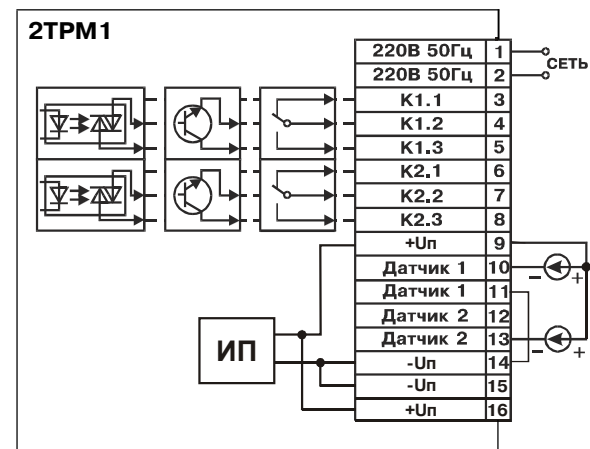 2ТРМ1
220В 50Гц 1
220В 50Гц 2
СЕТЬ
К1.1 3
К1.2 4
К1.3 5
К2.1 6
К2.2 7
К2.3 8
+Uп 9
Датчик 1 10
Датчик 1 11
Датчик 2 12
Датчик 2 13
-Uп 14
-Uп 15
+Uп 16
ИП
− +
− +